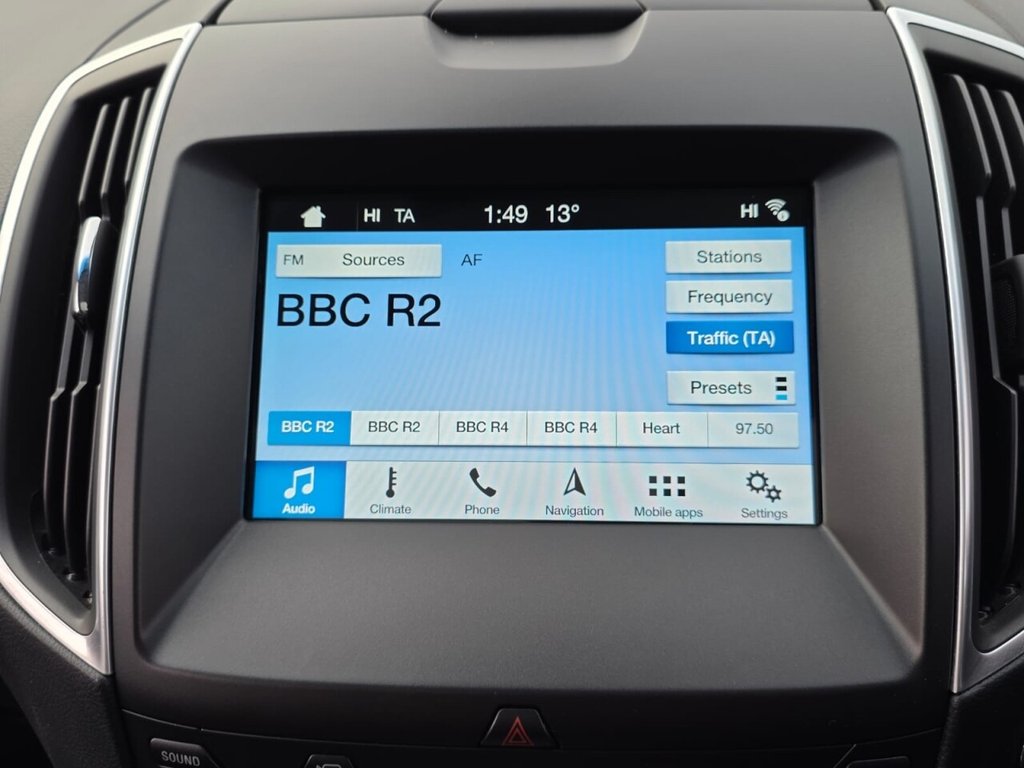 HI TA 1:49 13° HI
FM Sources AF Stations
Frequency
BBC R2
Traffic (TA)
Presets
BBC R2 BBC R2 BBC R4 BBC R4 Heart 97.50
Audio Climate Phone Navigation Mobile apps Settings
SOUND